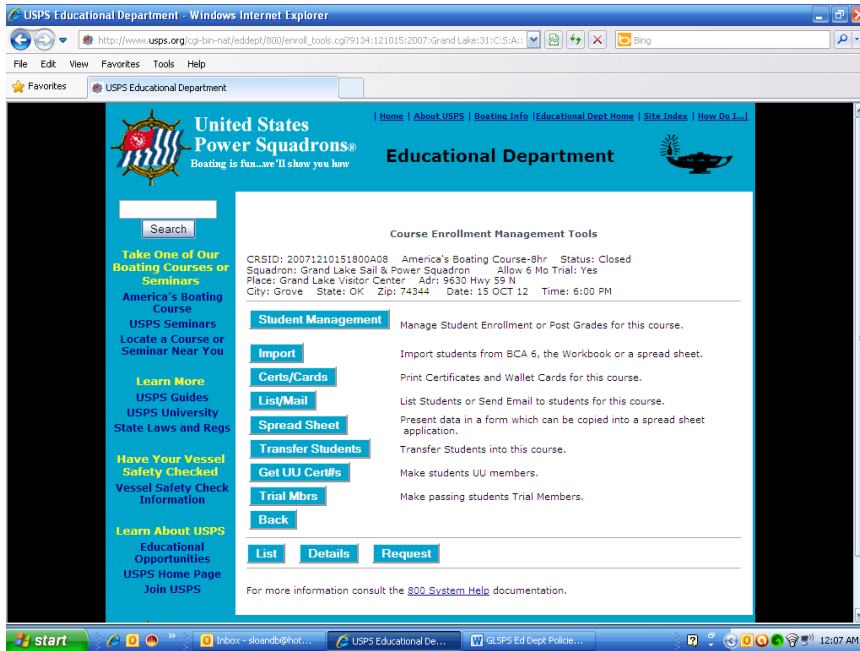 USPS Educational Department - Windows Internet Explorer
http://www.usps.org/cgi-bin-nat/eddept/800/enroll_tools.cgi?9134:121015:2007:Grand Lake:31:C:5:A::
Bing
File Edit View Favorites Tools Help
Favorites
USPS Educational Department
| Home | About USPS | Boating Info |Educational Dept Home | Site Index | How Do I...|
United States
Power Squadrons®
Boating is fun...we'll show you how
Educational Department
Search
Take One of Our
Boating Courses or
Seminars
America's Boating
Course
USPS Seminars
Locate a Course or
Seminar Near You
Learn More
USPS Guides
USPS University
State Laws and Regs
Have Your Vessel
Safety Checked
Vessel Safety Check
Information
Learn About USPS
Educational
Opportunities
USPS Home Page
Join USPS
Course Enrollment Management Tools
CRSID: 20071210151800A08 America's Boating Course-8hr Status: Closed
Squadron: Grand Lake Sail & Power Squadron Allow 6 Mo Trial: Yes
Place: Grand Lake Visitor Center Adr: 9630 Hwy 59 N
City: Grove State: OK Zip: 74344 Date: 15 OCT 12 Time: 6:00 PM
Student Management Manage Student Enrollment or Post Grades for this course.
Import Import students from BCA 6, the Workbook or a spread sheet.
Certs/Cards Print Certificates and Wallet Cards for this course.
List/Mail List Students or Send Email to students for this course.
Spread Sheet Present data in a form which can be copied into a spread sheet
application.
Transfer Students Transfer Students into this course.
Get UU Cert#s Make students UU members.
Trial Mbrs Make passing students Trial Members.
Back
List Details Request
For more information consult the 800 System Help documentation.
start
Inbox - sloandb@hot...
USPS Educational De...
GLSPS Ed Dept Policie...
12:07 AM